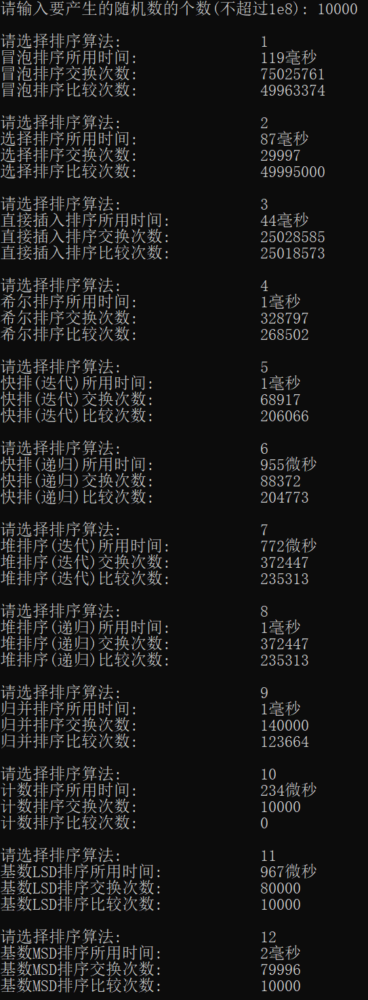 请输入要产生的随机数的个数(不超过1e8): 10000
请选择排序算法: 1
冒泡排序所用时间: 119毫秒
冒泡排序交换次数: 75025761
冒泡排序比较次数: 49963374
请选择排序算法: 2
选择排序所用时间: 87毫秒
选择排序交换次数: 29997
选择排序比较次数: 49995000
请选择排序算法: 3
直接插入排序所用时间: 44毫秒
直接插入排序交换次数: 25028585
直接插入排序比较次数: 25018573
请选择排序算法: 4
希尔排序所用时间: 1毫秒
希尔排序交换次数: 328797
希尔排序比较次数: 268502
请选择排序算法: 5
快排(迭代)所用时间: 1毫秒
快排(迭代)交换次数: 68917
快排(迭代)比较次数: 206066
请选择排序算法: 6
快排(递归)所用时间: 955微秒
快排(递归)交换次数: 88372
快排(递归)比较次数: 204773
请选择排序算法: 7
堆排序(迭代)所用时间: 772微秒
堆排序(迭代)交换次数: 372447
堆排序(迭代)比较次数: 235313
请选择排序算法: 8
堆排序(递归)所用时间: 1毫秒
堆排序(递归)交换次数: 372447
堆排序(递归)比较次数: 235313
请选择排序算法: 9
归并排序所用时间: 1毫秒
归并排序交换次数: 140000
归并排序比较次数: 123664
请选择排序算法: 10
计数排序所用时间: 234微秒
计数排序交换次数: 10000
计数排序比较次数: 0
请选择排序算法: 11
基数LSD排序所用时间: 967微秒
基数LSD排序交换次数: 80000
基数LSD排序比较次数: 10000
请选择排序算法: 12
基数MSD排序所用时间: 2毫秒
基数MSD排序交换次数: 79996
基数MSD排序比较次数: 10000